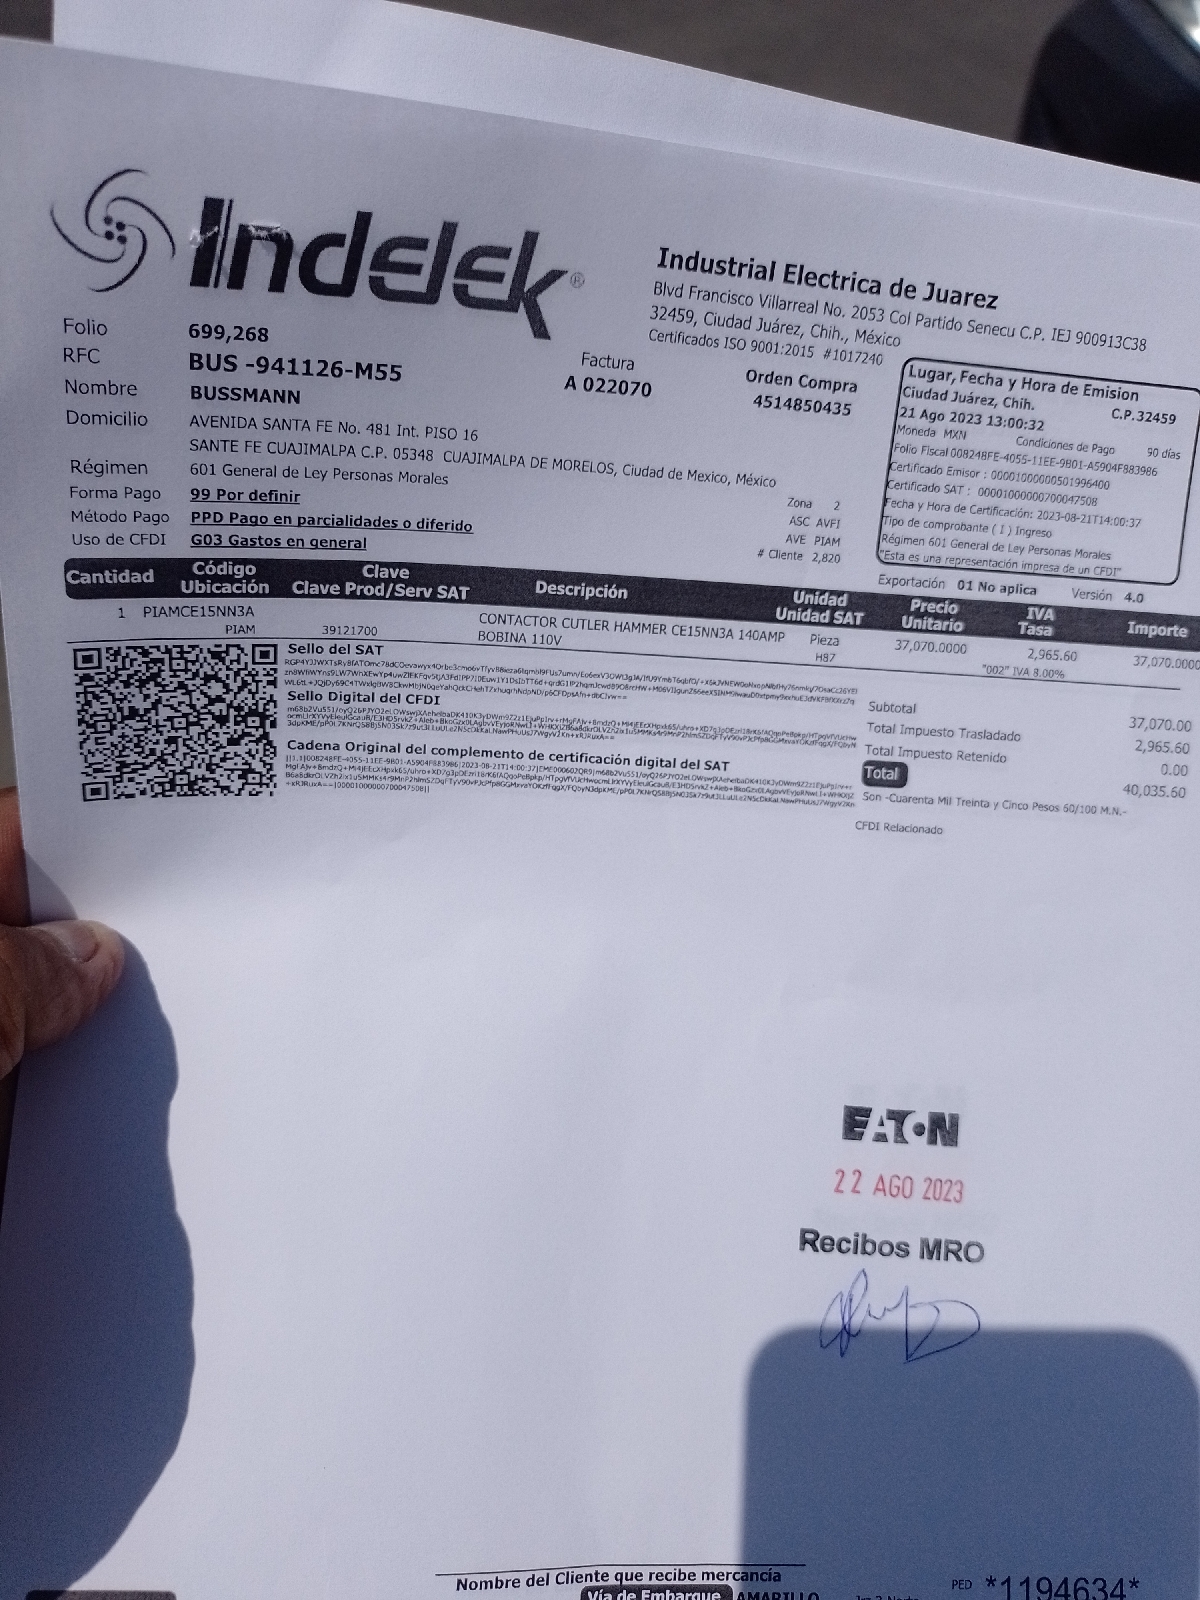 Indelek®
Industrial Electrica de Juarez
Blvd Francisco Villarreal No. 2053 Col Partido Senecu C.P. IEJ 900913C38
32459, Ciudad Juárez, Chih., México
Certificados ISO 9001:2015 #1017240
Folio 699,268
RFC BUS -941126-M55
Nombre BUSSMANN
Factura
A 022070
Orden Compra
4514850435
Domicilio AVENIDA SANTA FE No. 481 Int. PISO 16
SANTE FE CUAJIMALPA C.P. 05348 CUAJIMALPA DE MORELOS, Ciudad de Mexico, México
Régimen 601 General de Ley Personas Morales
Forma Pago 99 Por definir
Método Pago PPD Pago en parcialidades o diferido
Uso de CFDI G03 Gastos en general
Zona 2
ASC AVFI
AVE PIAM
# Cliente 2,820
Lugar, Fecha y Hora de Emision
Ciudad Juárez, Chih. C.P.32459
21 Ago 2023 13:00:32
Moneda MXN Condiciones de Pago 90 días
Folio Fiscal 008248FE-4055-11EE-9B01-A5904F883986
Certificado Emisor : 00001000000501996400
Certificado SAT : 00001000000700047508
Fecha y Hora de Certificación: 2023-08-21T14:00:37
Tipo de comprobante ( I ) Ingreso
Régimen 601 General de Ley Personas Morales
"Esta es una representación impresa de un CFDI"
Exportación 01 No aplica Versión 4.0
Cantidad Código Ubicación Clave Clave Prod/Serv SAT Descripción Unidad Unidad SAT Precio Unitario IVA Tasa Importe
1 PIAMCE15NN3A CONTACTOR CUTLER HAMMER CE15NN3A 140AMP Pieza 37,070.0000 2,965.60 37,070.0000
PIAM 39121700 BOBINA 110V H87 "002" IVA 8.00%
Sello del SAT
Sello Digital del CFDI
Cadena Original del complemento de certificación digital del SAT
Subtotal 37,070.00
Total Impuesto Trasladado 2,965.60
Total Impuesto Retenido 0.00
Total 40,035.60
Son -Cuarenta Mil Treinta y Cinco Pesos 60/100 M.N.-
CFDI Relacionado
EATON
22 AGO 2023
Recibos MRO
Nombre del Cliente que recibe mercancía
Vía de Embarque AMARILLO
PED *1194634*